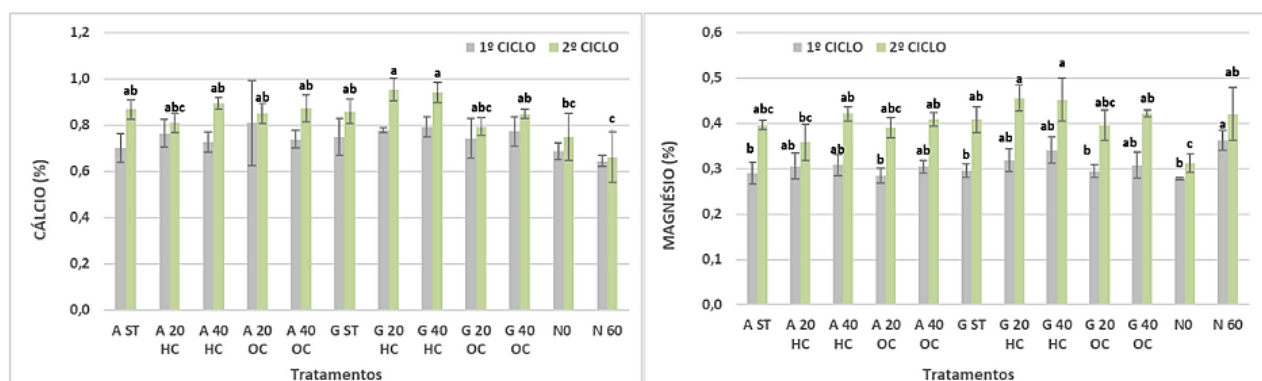 1,2
1,0
0,8
0,6
0,4
0,2
0,0
CÁLCIO (%)
1º CICLO 2º CICLO
ab abc ab ab ab ab a a abc ab bc c
A ST A 20 HC A 40 HC A 20 OC A 40 OC G ST G 20 HC G 40 HC G 20 OC G 40 OC N0 N 60
Tratamentos
0,6
0,5
0,4
0,3
0,2
0,1
0,0
MAGNÉSIO (%)
1º CICLO 2º CICLO
abc bc ab abc ab ab a a abc ab c ab
b ab ab b ab b ab ab b ab b a
A ST A 20 HC A 40 HC A 20 OC A 40 OC G ST G 20 HC G 40 HC G 20 OC G 40 OC N0 N 60
Tratamentos